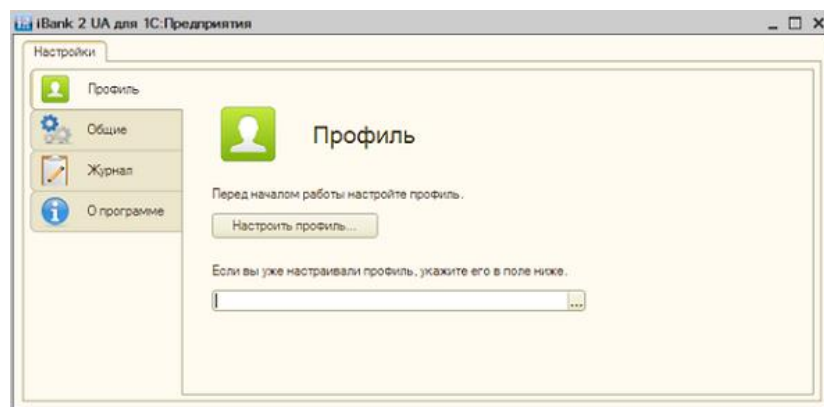 iBank 2 UA для 1С:Предприятия
Настройки
Профиль
Общие
Журнал
О программе
Профиль
Перед началом работы настройте профиль.
Настроить профиль...
Если вы уже настраивали профиль, укажите его в поле ниже.
...